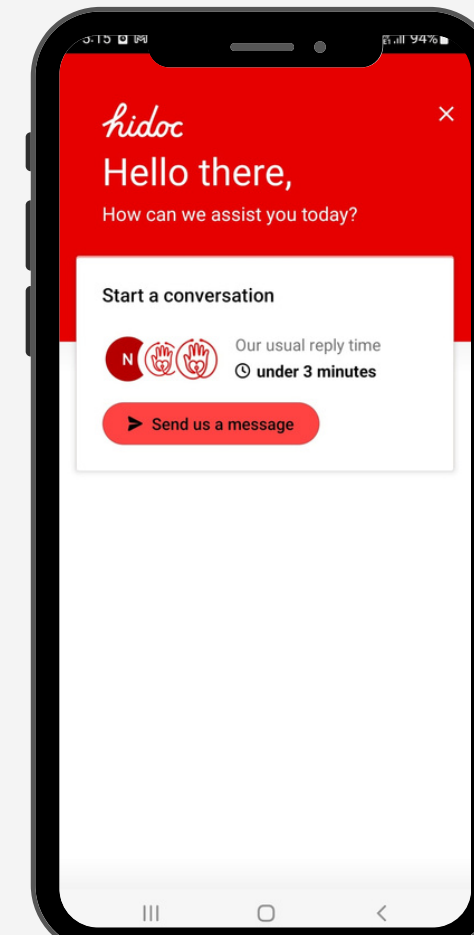 94%
hidoc
Hello there,
How can we assist you today?
Start a conversation
N
Our usual reply time
under 3 minutes
Send us a message